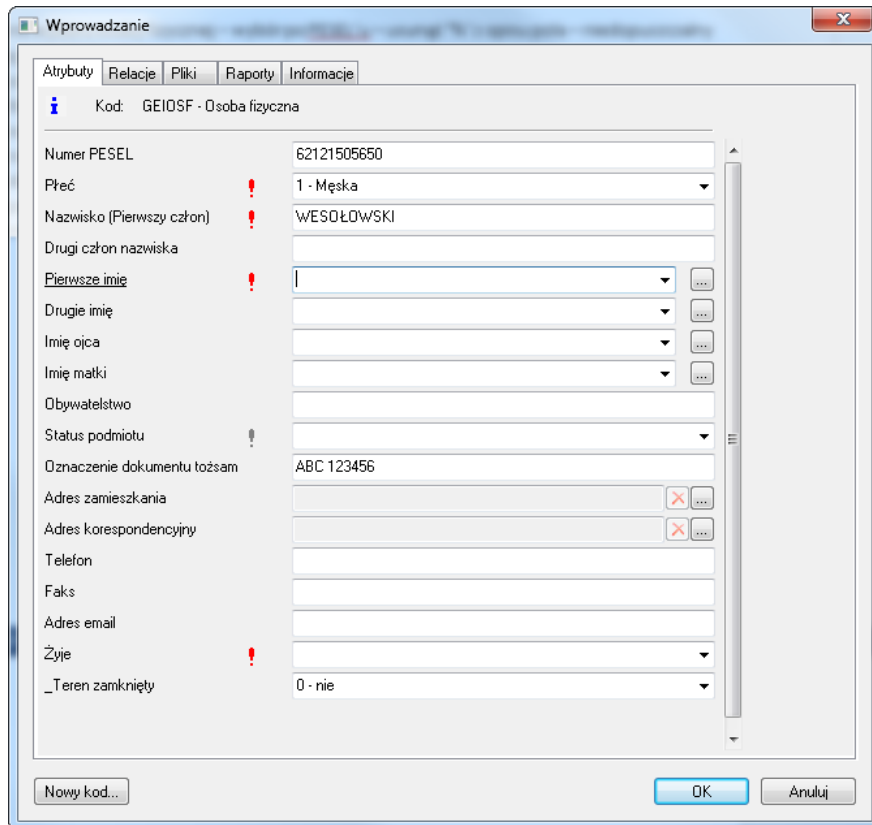 Wprowadzanie
Atrybuty Relacje Pliki Raporty Informacje
Kod: GEIOSF - Osoba fizyczna
Numer PESEL 62121505650
Płeć 1 - Męska
Nazwisko (Pierwszy człon) WESOŁOWSKI
Drugi człon nazwiska
Pierwsze imię
Drugie imię
Imię ojca
Imię matki
Obywatelstwo
Status podmiotu
Oznaczenie dokumentu tożsam ABC 123456
Adres zamieszkania
Adres korespondencyjny
Telefon
Faks
Adres email
Żyje
_Teren zamknięty 0 - nie
Nowy kod... OK Anuluj